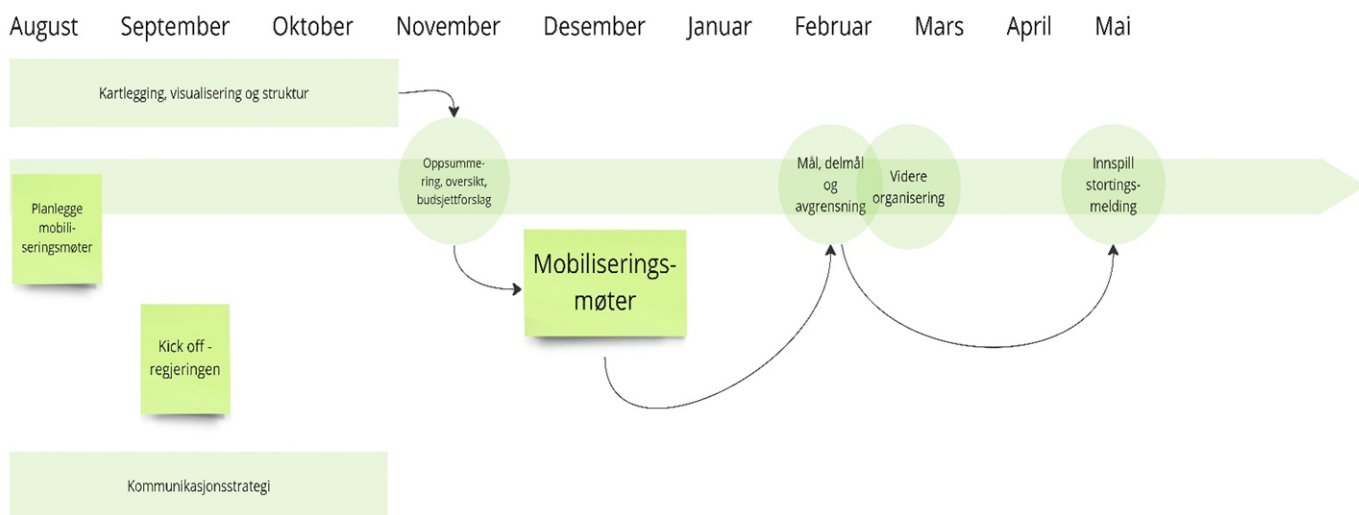 August September Oktober November Desember Januar Februar Mars April Mai
Kartlegging, visualisering og struktur
Oppsumme-
ring, oversikt,
budsjettforslag
Mål, delmål
og
avgrensning
Videre
organisering
Innspill
stortings-
melding
Planlegge
mobili-
seringsmøter
Mobiliserings-
møter
Kick off -
regjeringen
Kommunikasjonsstrategi